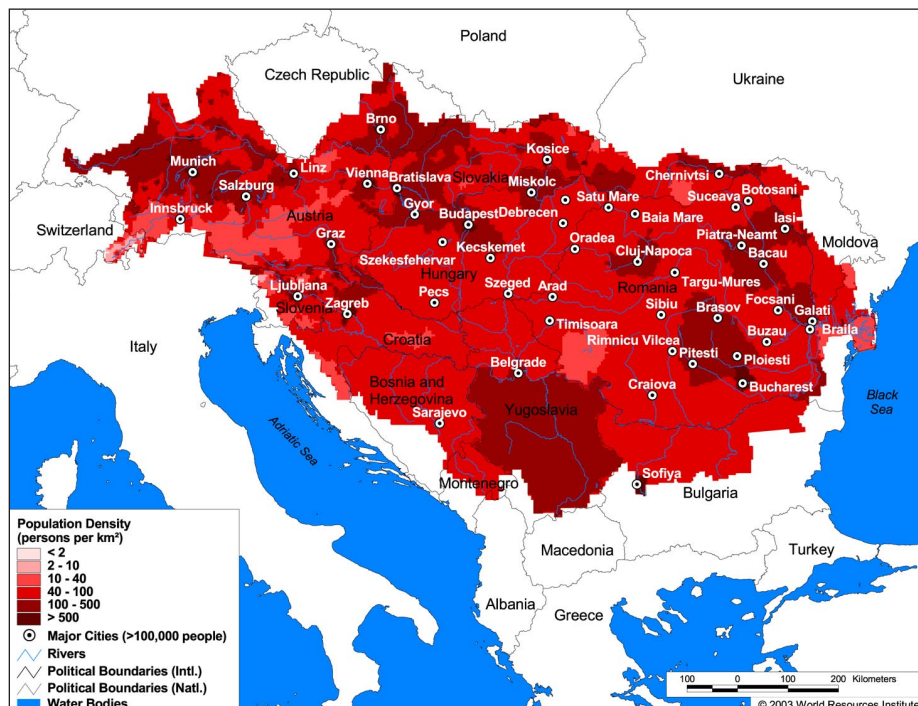 Poland
Czech Republic
Ukraine
Brno
Kosice
Munich
Linz
Vienna
Bratislava
Slovakia
Miskolc
Chernivtsi
Salzburg
Satu Mare
Suceava
Botosani
Innsbruck
Austria
Gyor
Budapest
Debrecen
Baia Mare
Iasi
Switzerland
Graz
Kecskemet
Oradea
Cluj-Napoca
Piatra-Neamt
Moldova
Szekesfehervar
Hungary
Bacau
Targu-Mures
Ljubljana
Slovenia
Zagreb
Pecs
Szeged
Arad
Romania
Sibiu
Brasov
Focsani
Galati
Italy
Croatia
Timisoara
Rimnicu Vilcea
Buzau
Braila
Pitesti
Ploiesti
Belgrade
Bosnia and
Herzegovina
Craiova
Bucharest
Black
Sea
Sarajevo
Yugoslavia
Adriatic Sea
Montenegro
Sofiya
Bulgaria
Macedonia
Turkey
Albania
Greece
Population Density
(persons per km²)
< 2
2 - 10
10 - 40
40 - 100
100 - 500
> 500
Major Cities (>100,000 people)
Rivers
Political Boundaries (Intl.)
Political Boundaries (Natl.)
Water Bodies
100 0 100 200 Kilometers
© 2003 World Resources Institute